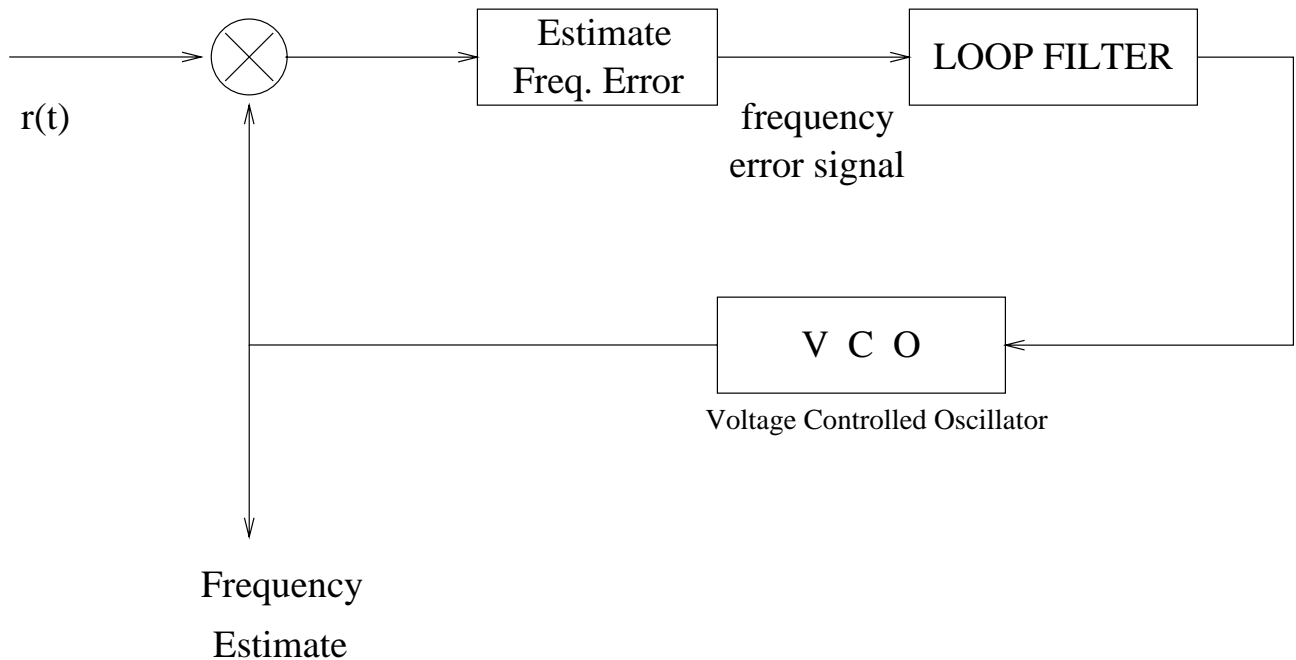 Estimate
Freq. Error
LOOP FILTER
r(t)
frequency
error signal
V C O
Voltage Controlled Oscillator
Frequency
Estimate